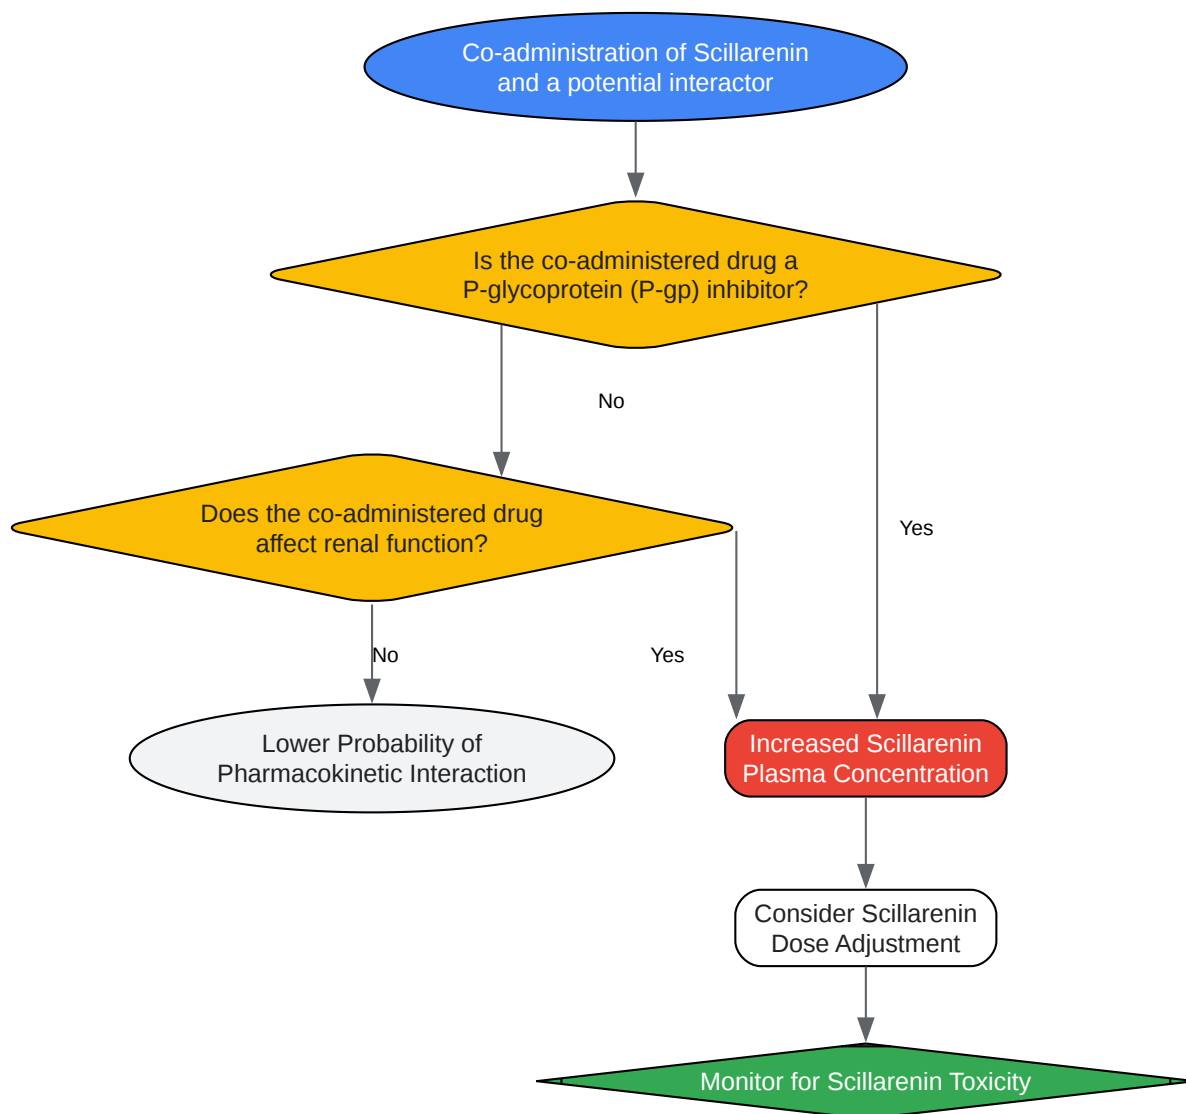 Co-administration of Scillarenin
and a potential interactor
Is the co-administered drug a
P-glycoprotein (P-gp) inhibitor?
No
Does the co-administered drug
affect renal function?
Yes
No
Yes
Lower Probability of
Pharmacokinetic Interaction
Increased Scillarenin
Plasma Concentration
Consider Scillarenin
Dose Adjustment
Monitor for Scillarenin Toxicity